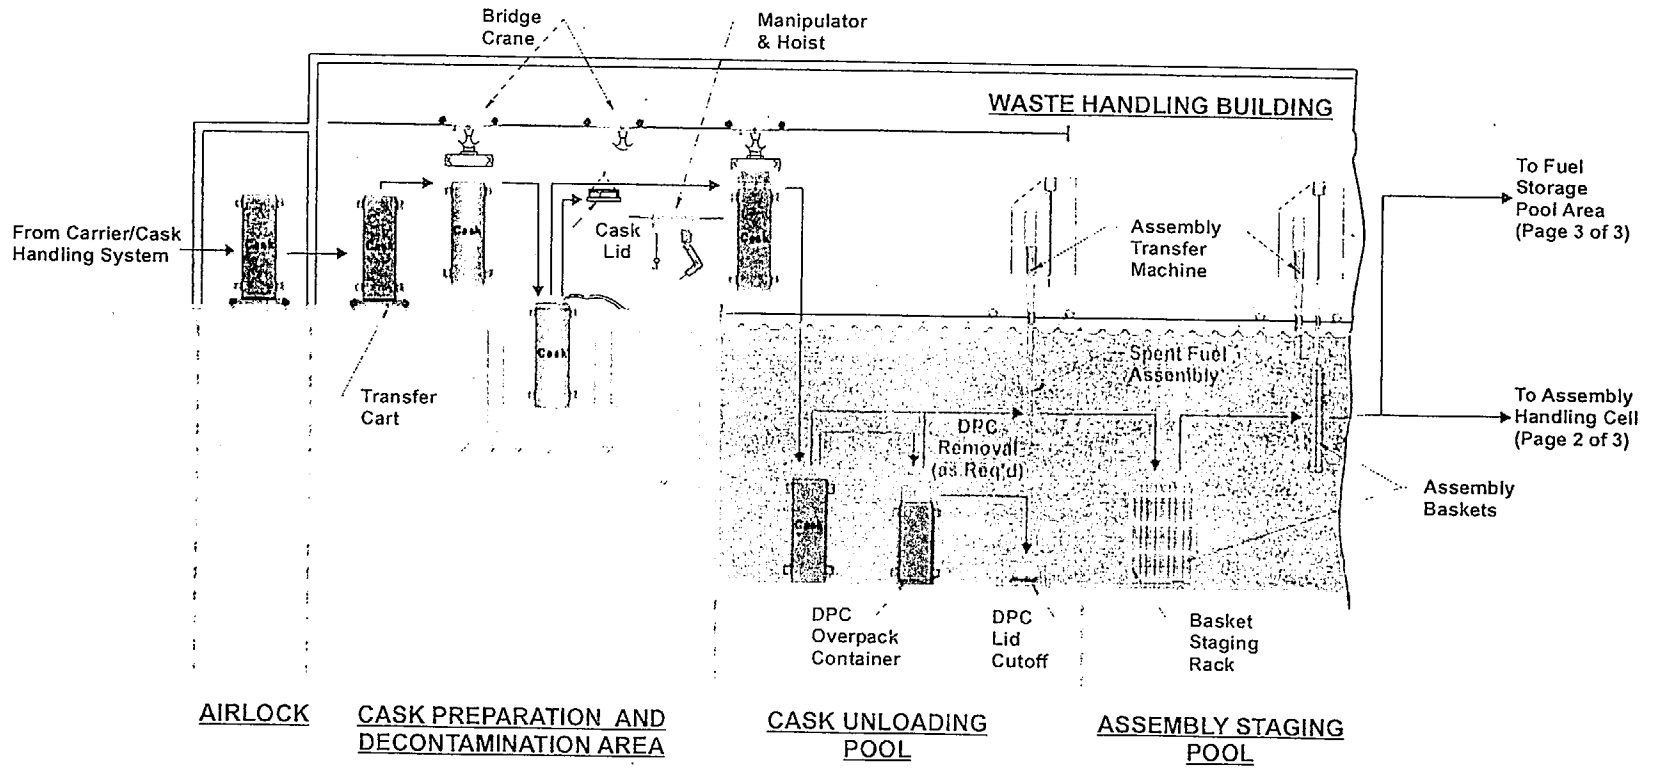 Bridge
Crane
Manipulator
& Hoist
WASTE HANDLING BUILDING
To Fuel
Storage
Pool Area
(Page 3 of 3)
From Carrier/Cask
Handling System
Cask
Cask
Cask
Cask
Lid
Cask
Assembly
Transfer
Machine
Cask
Transfer
Cart
Spent Fuel
Assembly
To Assembly
Handling Cell
(Page 2 of 3)
DPC
Removal
(as Req'd)
Assembly
Baskets
Cask
DPC
Overpack
Container
DPC
Lid
Cutoff
Basket
Staging
Rack
AIRLOCK
CASK PREPARATION AND
DECONTAMINATION AREA
CASK UNLOADING
POOL
ASSEMBLY STAGING
POOL